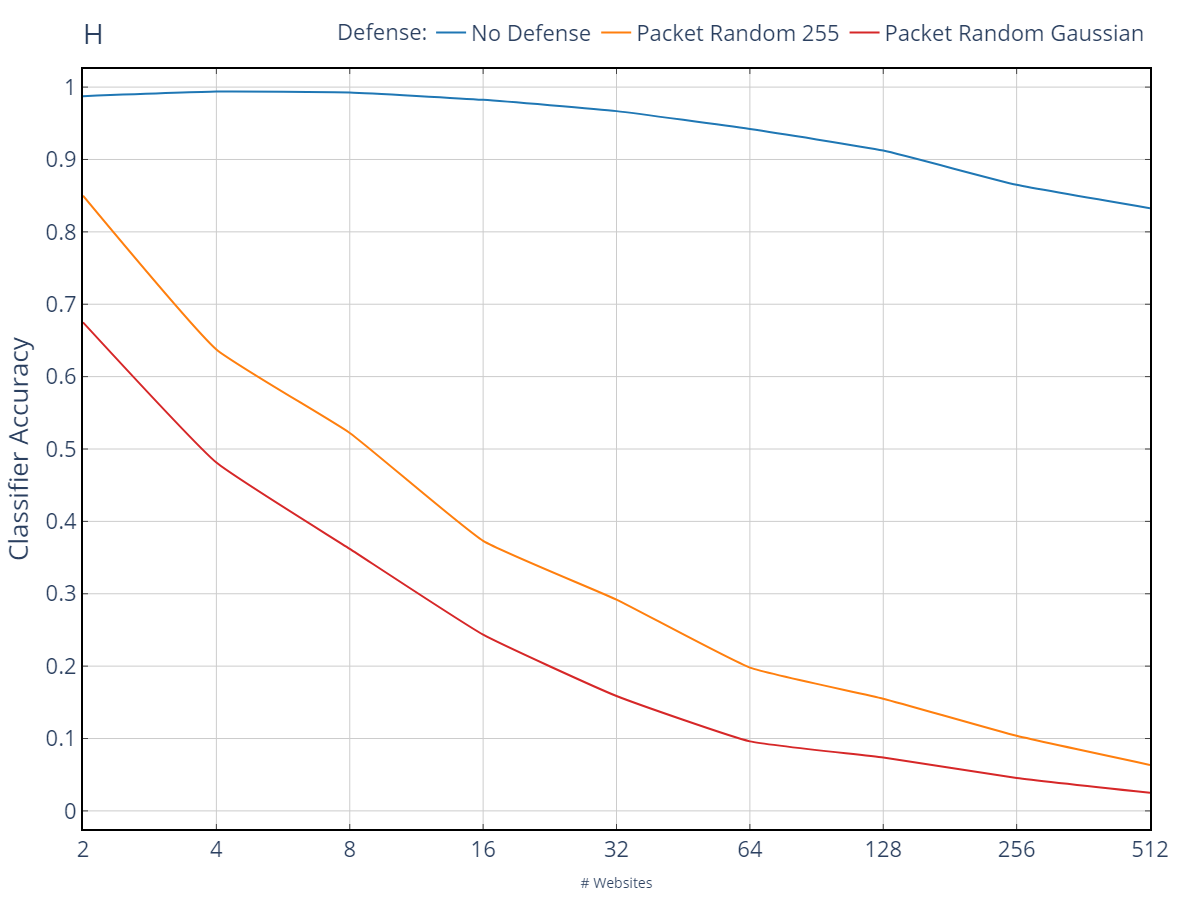 H
Defense: No Defense Packet Random 255 Packet Random Gaussian
1
0.9
0.8
0.7
0.6
0.5
0.4
0.3
0.2
0.1
0
Classifier Accuracy
2 4 8 16 32 64 128 256 512
# Websites